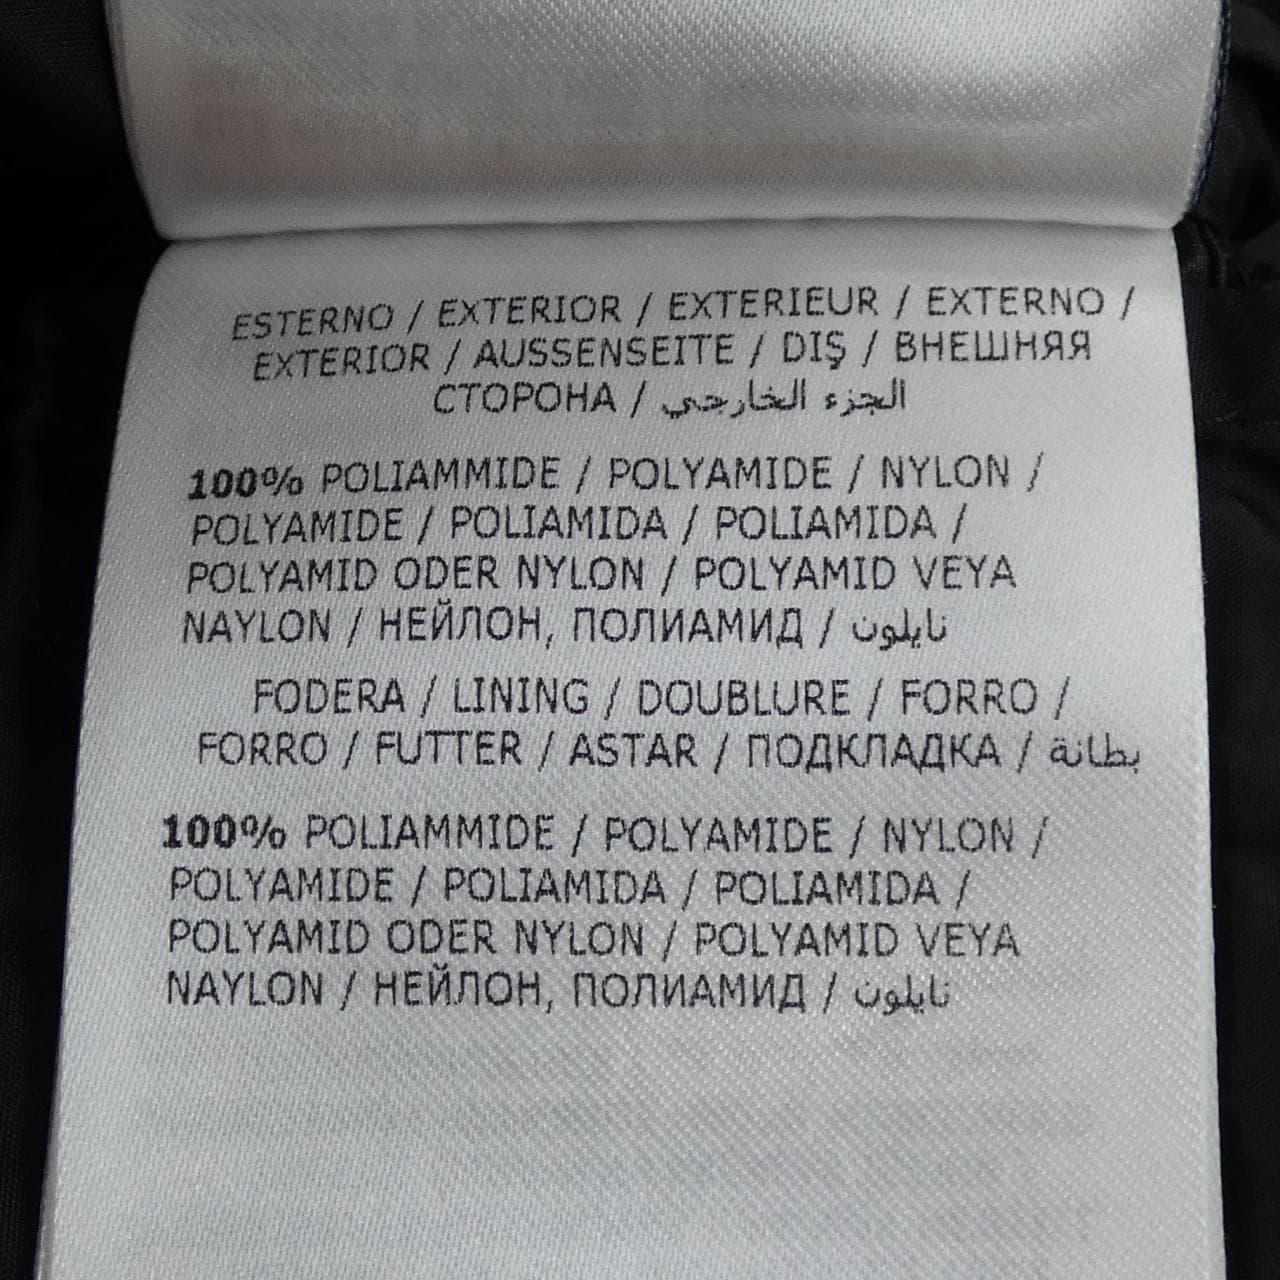 ESTERNO / EXTERIOR / EXTERIEUR / EXTERNO /
EXTERIOR / AUSSENSEITE / DIŞ / ВНЕШНЯЯ
СТОРОНА / الجزء الخارجي
100% POLIAMMIDE / POLYAMIDE / NYLON /
POLYAMIDE / POLIAMIDA / POLIAMIDA /
POLYAMID ODER NYLON / POLYAMID VEYA
NAYLON / НЕЙЛОН, ПОЛИАМИД / نايلون
FODERA / LINING / DOUBLURE / FORRO /
FORRO / FUTTER / ASTAR / ПОДКЛАДКА / بطانة
100% POLIAMMIDE / POLYAMIDE / NYLON /
POLYAMIDE / POLIAMIDA / POLIAMIDA /
POLYAMID ODER NYLON / POLYAMID VEYA
NAYLON / НЕЙЛОН, ПОЛИАМИД / نايلون